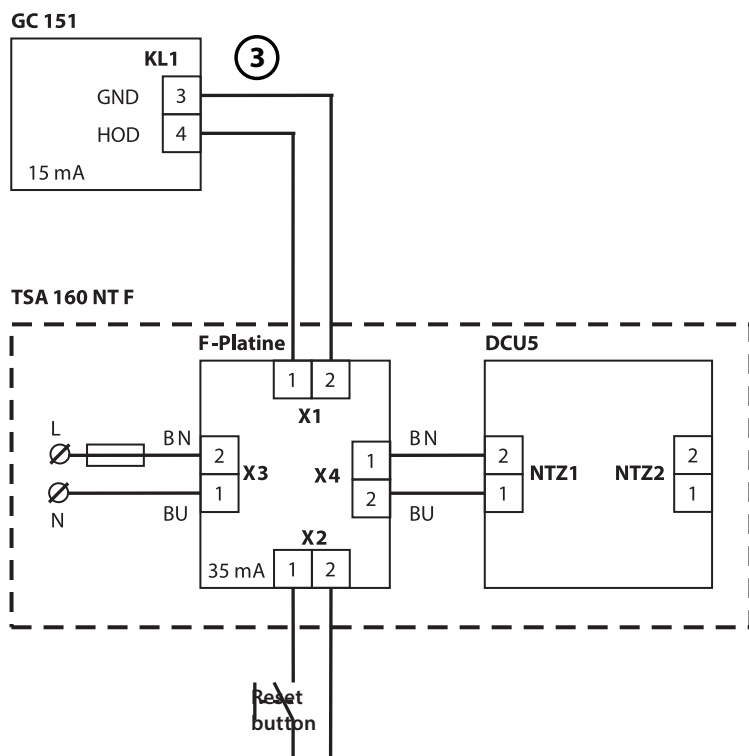 GC 151
KL1
3
GND 3
HOD 4
15 mA
TSA 160 NT F
F-Platine
DCU5
1 2
X1
L
BN
BN
2
X3
X4
1
2
NTZ1
NTZ2
2
1
2
1
1
N
BU
BU
X2
35 mA
1 2
Reset
button